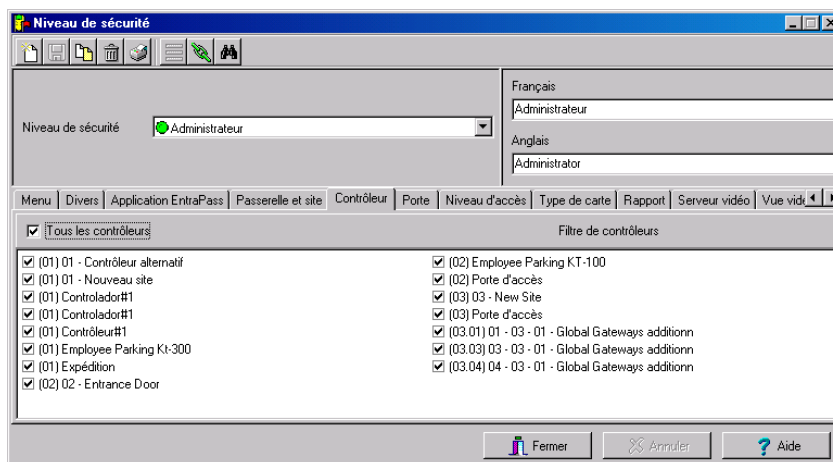 Niveau de sécurité
Français
Administrateur
Niveau de sécurité
Administrateur
Anglais
Administrator
Menu Divers Application EntraPass Passerelle et site Contrôleur Porte Niveau d'accès Type de carte Rapport Serveur vidéo Vue vidé
Tous les contrôleurs Filtre de contrôleurs
(01) 01 - Contrôleur alternatif
(01) 01 - Nouveau site
(01) Controlador#1
(01) Controlador#1
(01) Contrôleur#1
(01) Employee Parking Kt-300
(01) Expédition
(02) 02 - Entrance Door
(02) Employee Parking KT-100
(02) Porte d'accès
(03) 03 - New Site
(03) Porte d'accès
(03.01) 01 - 03 - 01 - Global Gateways additionn
(03.03) 03 - 03 - 01 - Global Gateways additionn
(03.04) 04 - 03 - 01 - Global Gateways additionn
Fermer Annuler Aide